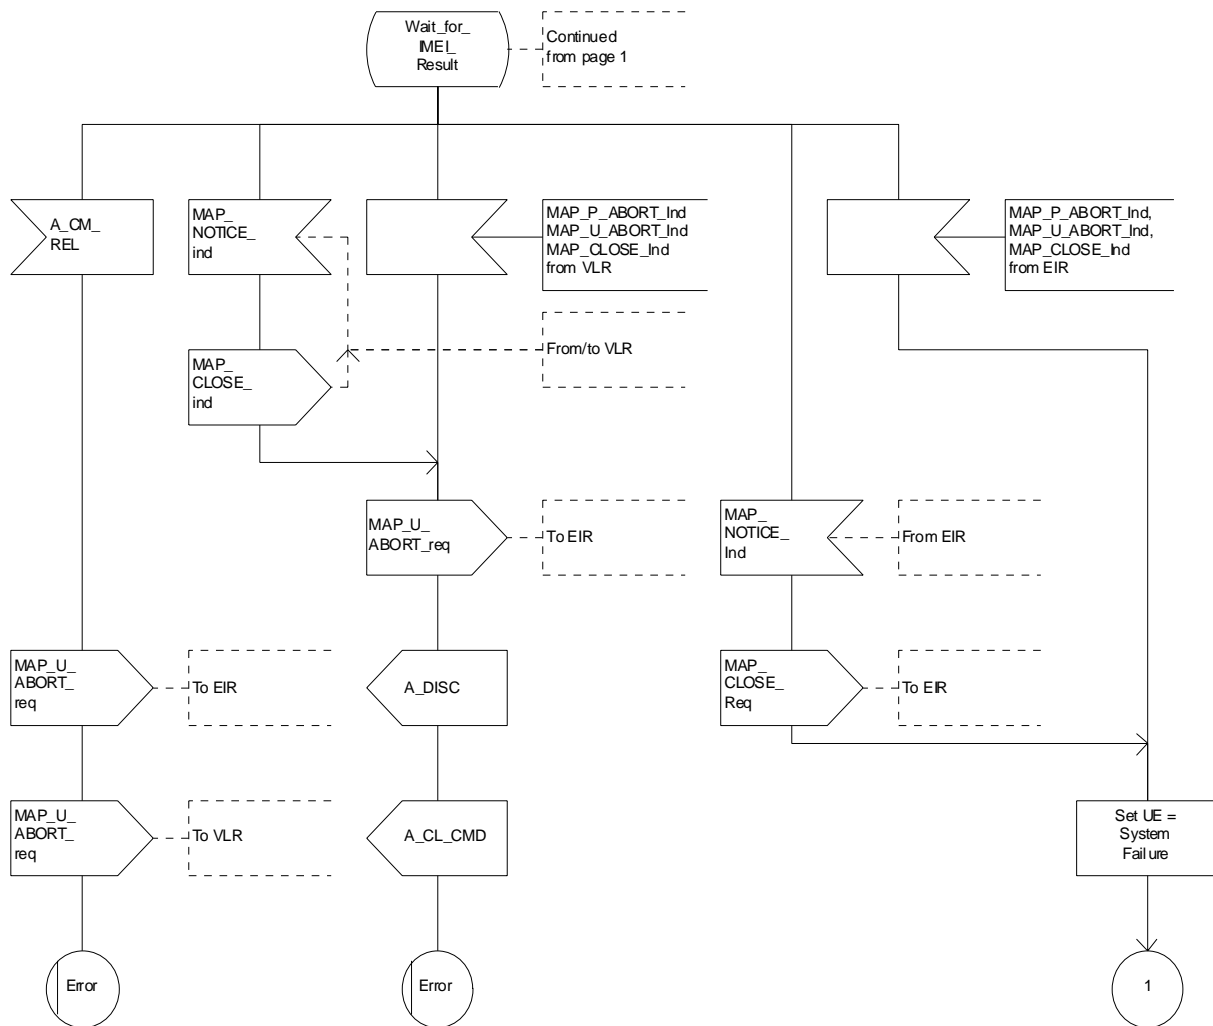 Wait_for_
IMEI_
Result
Continued
from page 1
A_CM_
REL
MAP_
NOTICE_
ind
MAP_P_ABORT_Ind
MAP_U_ABORT_Ind
MAP_CLOSE_Ind
from VLR
MAP_P_ABORT_Ind,
MAP_U_ABORT_Ind,
MAP_CLOSE_Ind
from EIR
MAP_
CLOSE_
ind
From/to VLR
MAP_U_
ABORT_req
To EIR
MAP_
NOTICE_
Ind
From EIR
MAP_U_
ABORT_
req
To EIR
A_DISC
MAP_
CLOSE_
Req
To EIR
MAP_U_
ABORT_
req
To VLR
A_CL_CMD
Set UE =
System
Failure
Error
Error
1